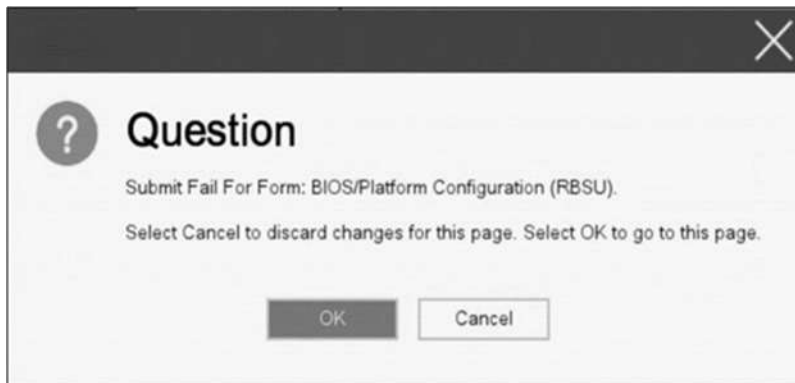 Question
Submit Fail For Form: BIOS/Platform Configuration (RBSU).
Select Cancel to discard changes for this page. Select OK to go to this page.
OK
Cancel